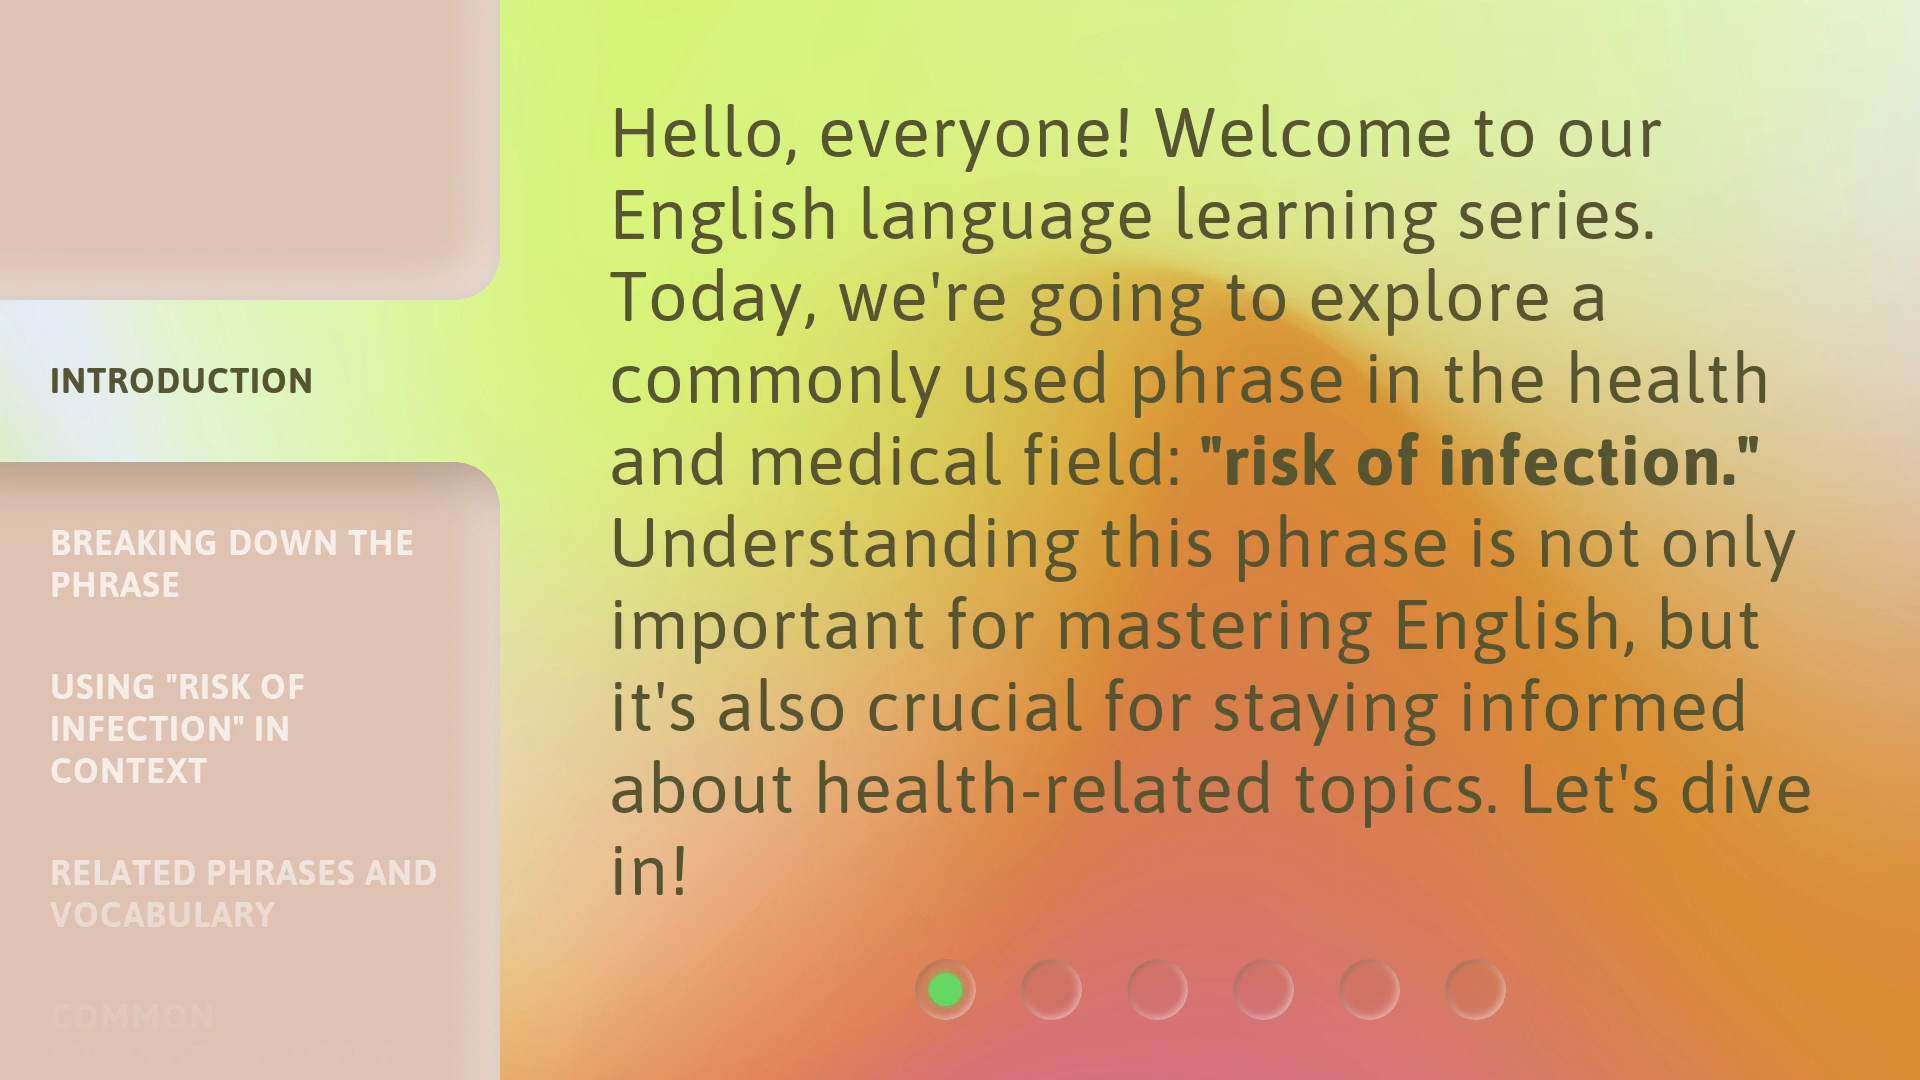 INTRODUCTION
BREAKING DOWN THE
PHRASE
USING "RISK OF
INFECTION" IN
CONTEXT
RELATED PHRASES AND
VOCABULARY
COMMON
Hello, everyone! Welcome to our
English language learning series.
Today, we're going to explore a
commonly used phrase in the health
and medical field: "risk of infection."
Understanding this phrase is not only
important for mastering English, but
it's also crucial for staying informed
about health-related topics. Let's dive
in!